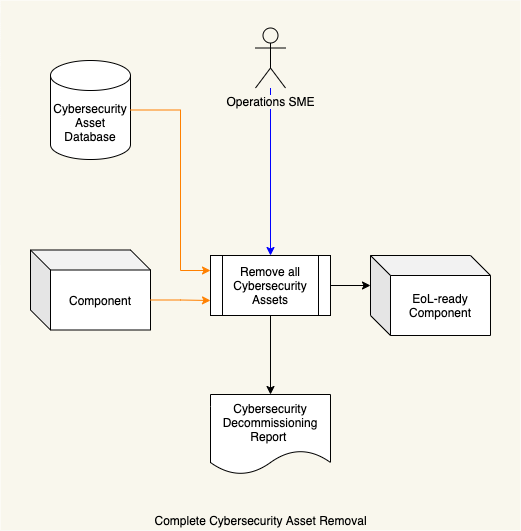 Operations SME
Cybersecurity
Asset
Database
Remove all
Cybersecurity
Assets
Component
EoL-ready
Component
Cybersecurity
Decommissioning
Report
Complete Cybersecurity Asset Removal